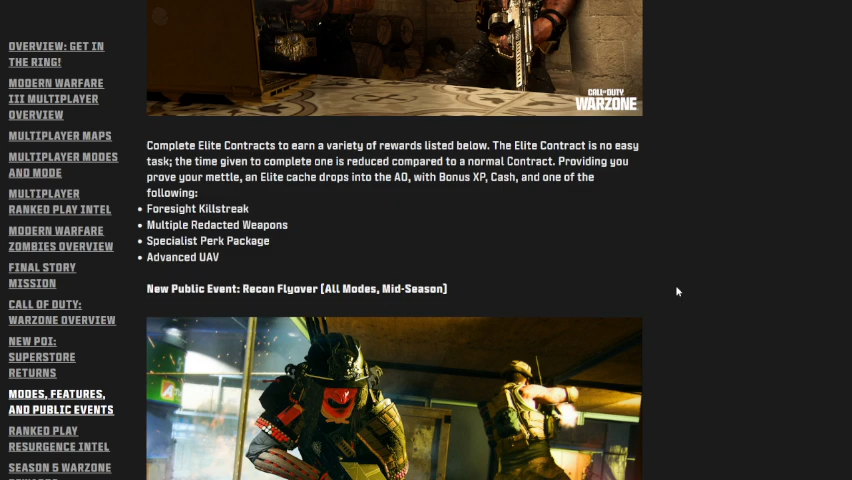 OVERVIEW: GET IN
THE RING!
MODERN WARFARE
III MULTIPLAYER
OVERVIEW
MULTIPLAYER MAPS
MULTIPLAYER MODES
AND MODE
MULTIPLAYER
RANKED PLAY INTEL
MODERN WARFARE
ZOMBIES OVERVIEW
FINAL STORY
MISSION
CALL OF DUTY:
WARZONE OVERVIEW
NEW POI:
SUPERSTORE
RETURNS
MODES, FEATURES,
AND PUBLIC EVENTS
RANKED PLAY
RESURGENCE INTEL
SEASON 5 WARZONE
CALL OF DUTY
WARZONE
Complete Elite Contracts to earn a variety of rewards listed below. The Elite Contract is no easy
task; the time given to complete one is reduced compared to a normal Contract. Providing you
prove your mettle, an Elite cache drops into the AO, with Bonus XP, Cash, and one of the
following:
• Foresight Killstreak
• Multiple Redacted Weapons
• Specialist Perk Package
• Advanced UAV
New Public Event: Recon Flyover [All Modes, Mid-Season]